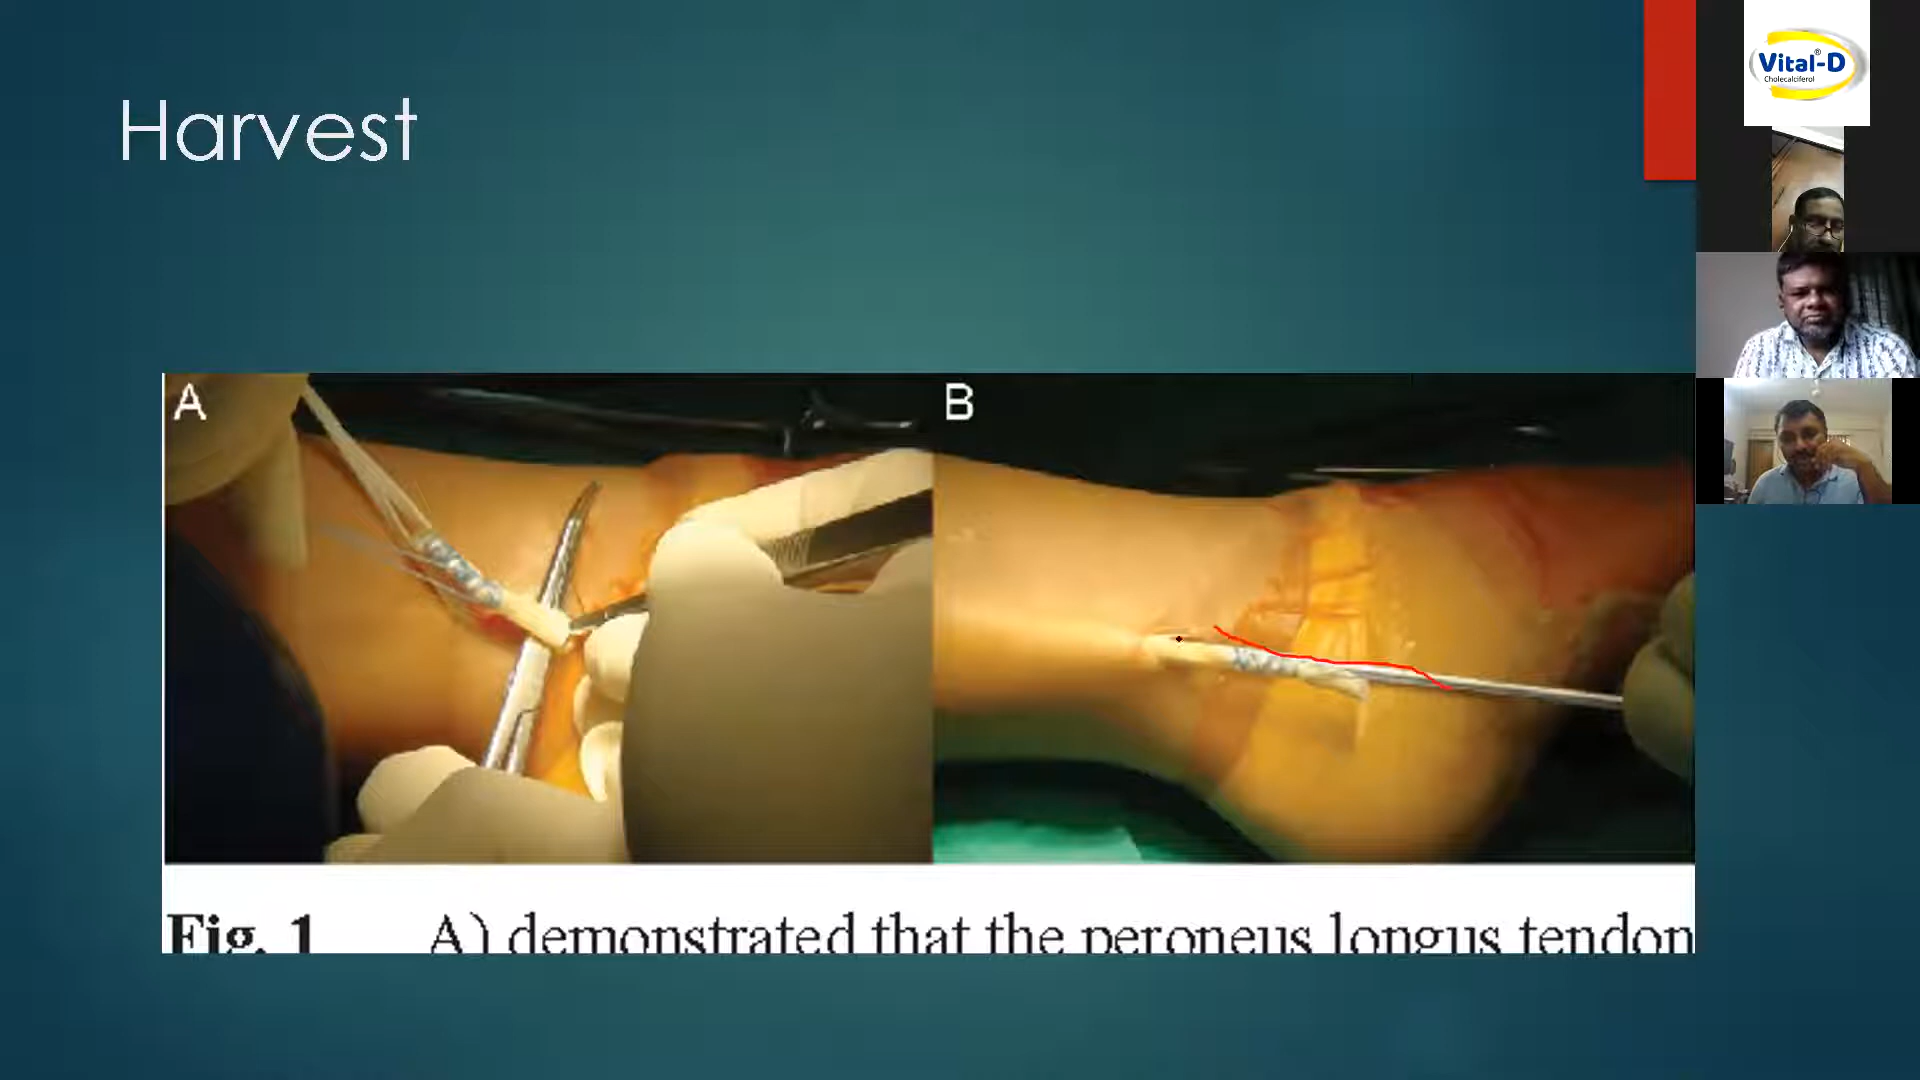 Harvest
A
B
Fig. 1 A) demonstrated that the peroneus longus tendon
Vital-D®
Cholecalciferol